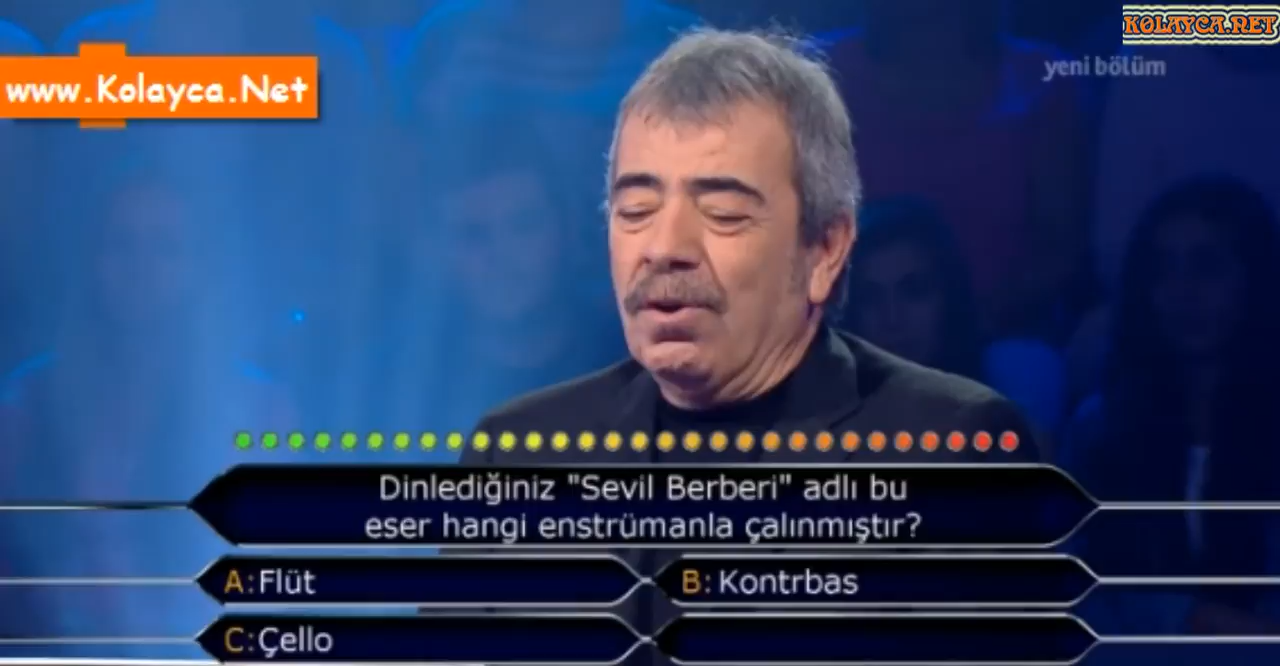 KOLAYCA.NET
www.Kolayca.Net
yeni bölüm
Dinlediğiniz "Sevil Berberi" adlı bu
eser hangi enstrümanla çalınmıştır?
A: Flüt
B: Kontrbas
C: Çello